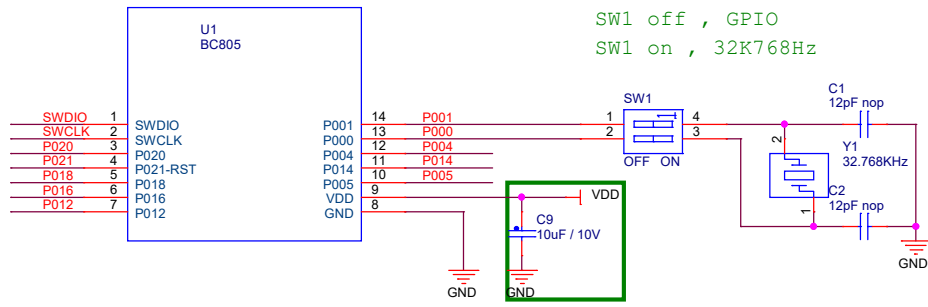 SW1 off , GPIO
SW1 on , 32K768Hz
U1
BC805
SWDIO 1 SWDIO
SWCLK 2 SWCLK
P020 3 P020
P021 4 P021-RST
P018 5 P018
P016 6 P016
P012 7 P012
P001 14 P001
P000 13 P000
P012 12 P004
P014 11 P014
P005 10 P005
VDD 9
GND 8
SW1
1 4
2 3
OFF ON
C1
12pF nop
2
Y1
32.768KHz
1
C2
12pF nop
GND
VDD
C9
10uF / 10V
GND
GND